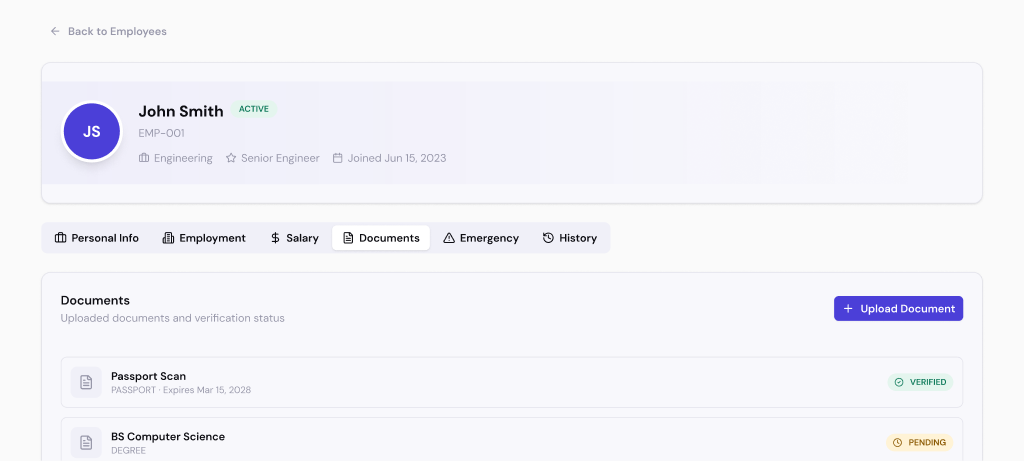 Back to Employees
JS
John Smith ACTIVE
EMP-001
Engineering Senior Engineer Joined Jun 15, 2023
Personal Info Employment Salary Documents Emergency History
Documents
Uploaded documents and verification status
Upload Document
Passport Scan
PASSPORT · Expires Mar 15, 2028
VERIFIED
BS Computer Science
DEGREE
PENDING